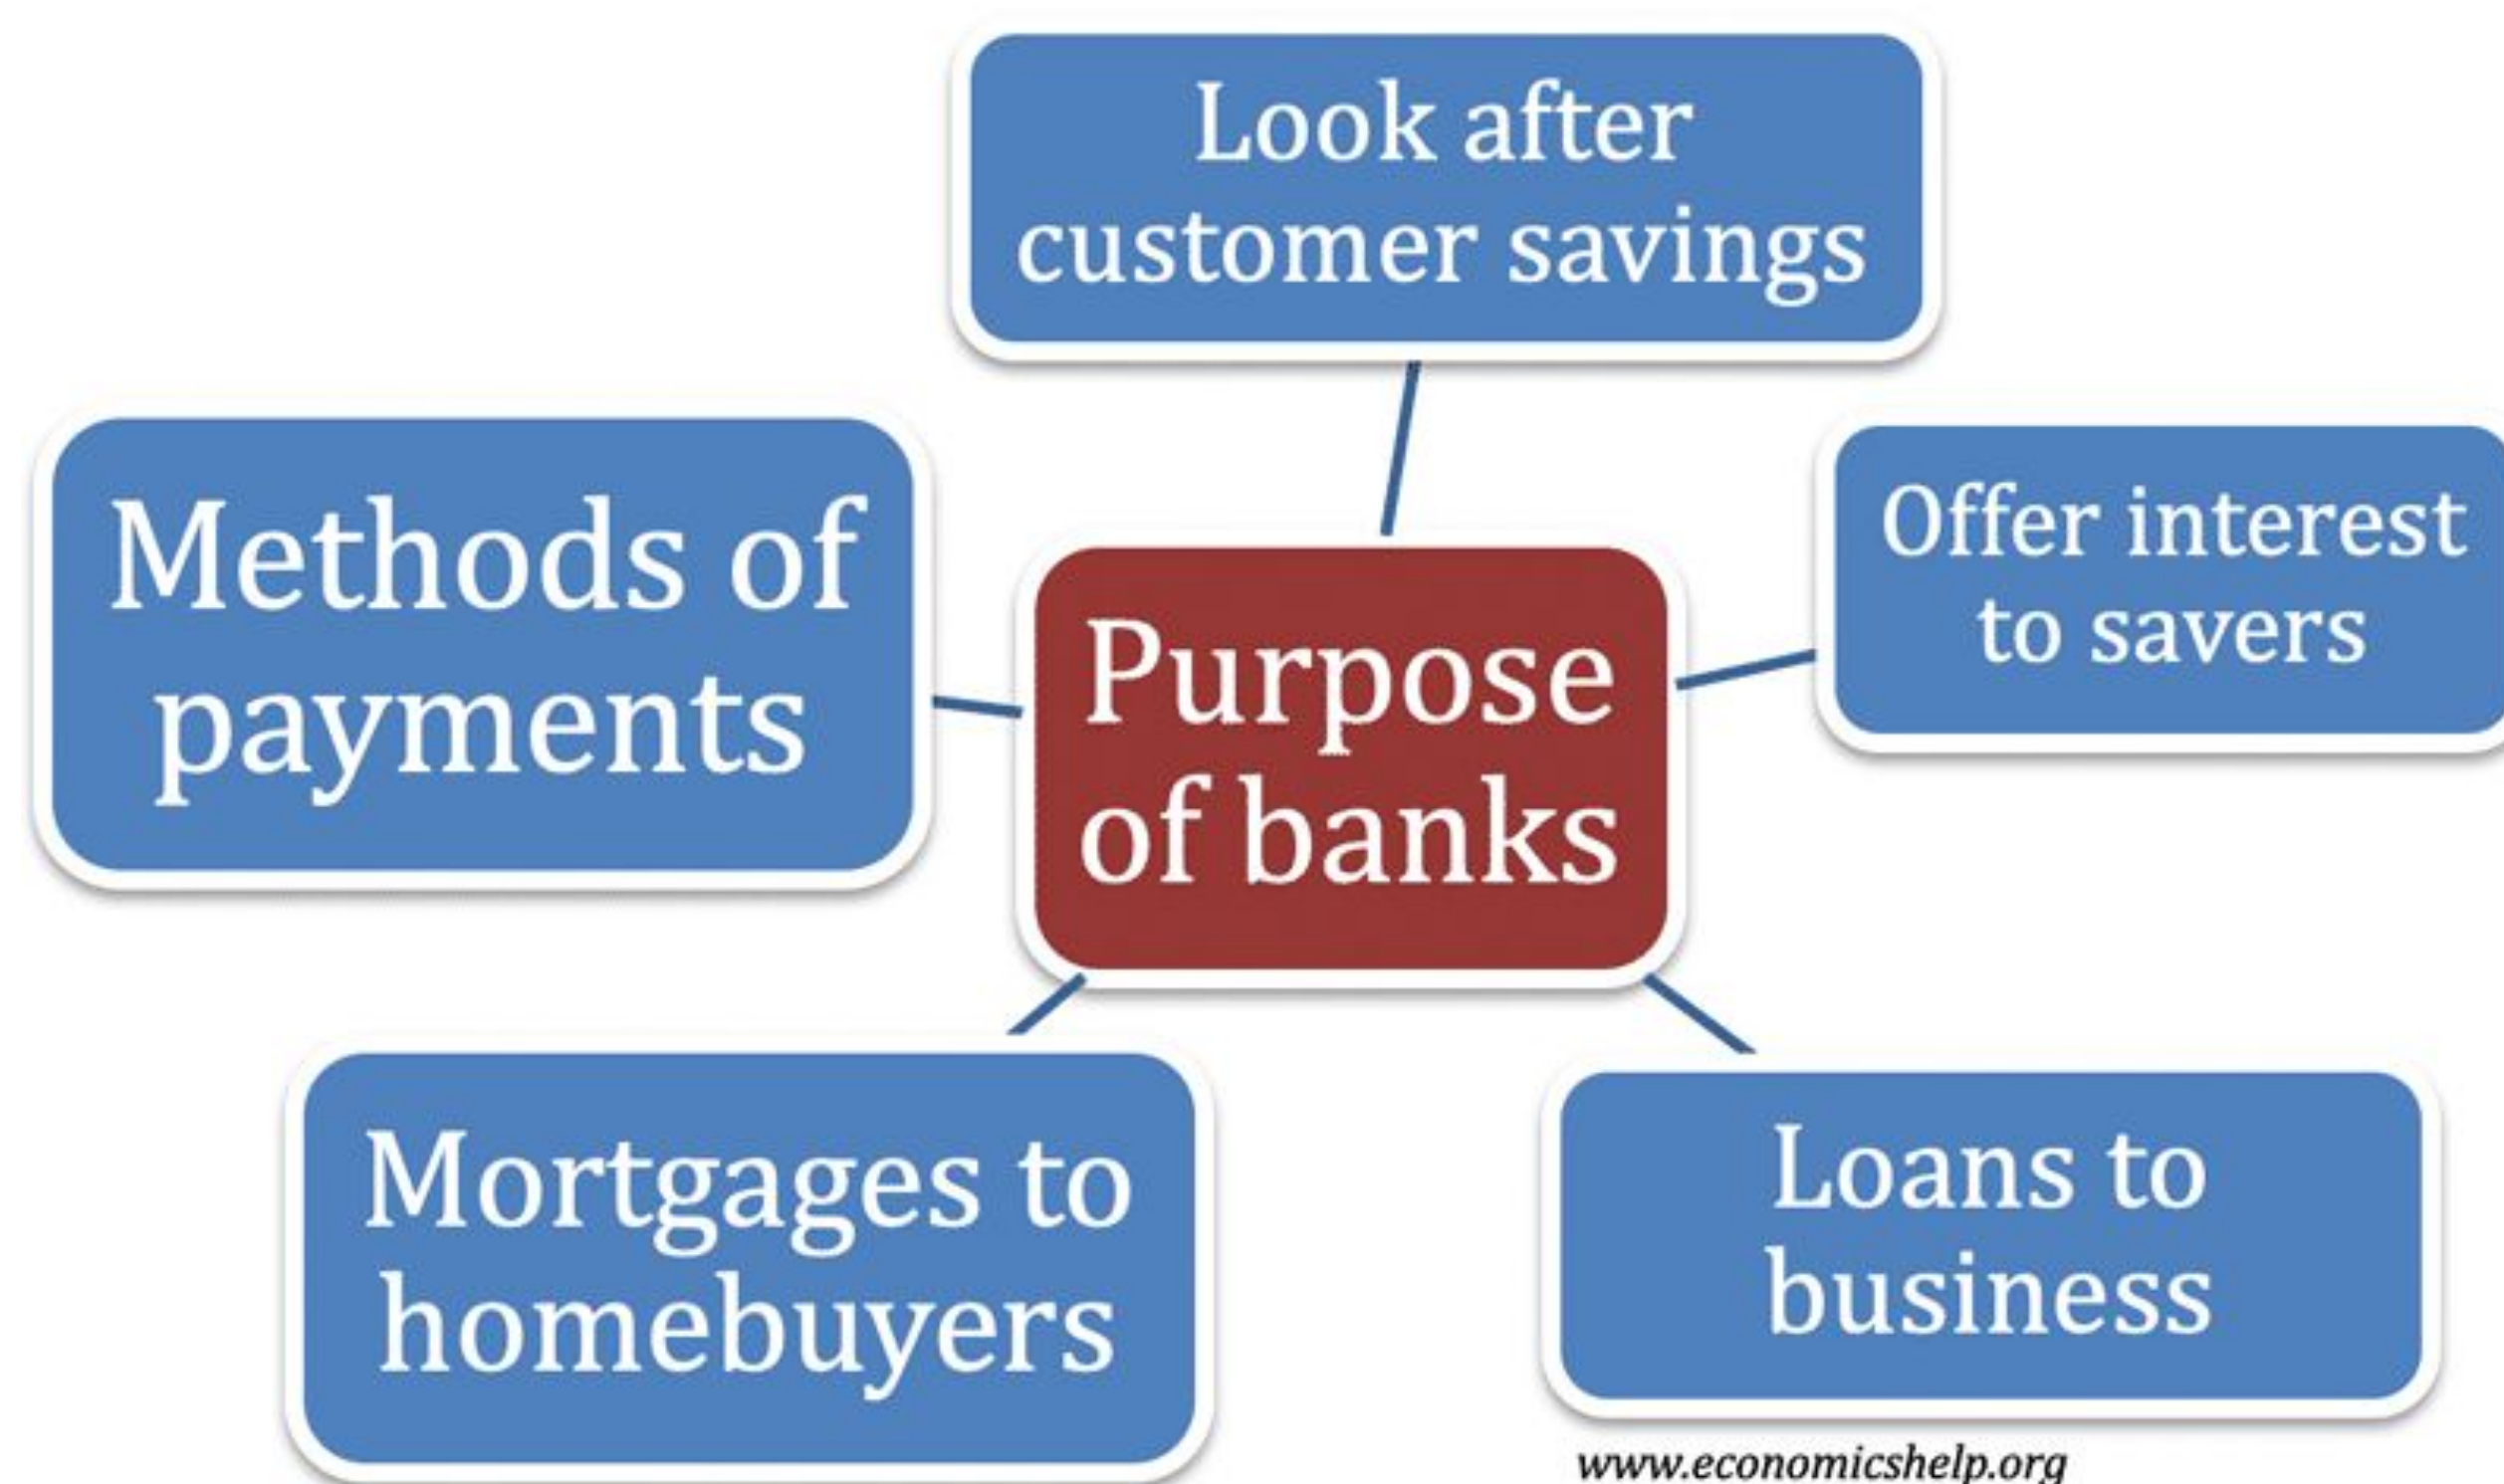 Look after
customer savings
Methods of
payments
Offer interest
to savers
Purpose
of banks
Mortgages to
homebuyers
Loans to
business
www.economicshelp.org